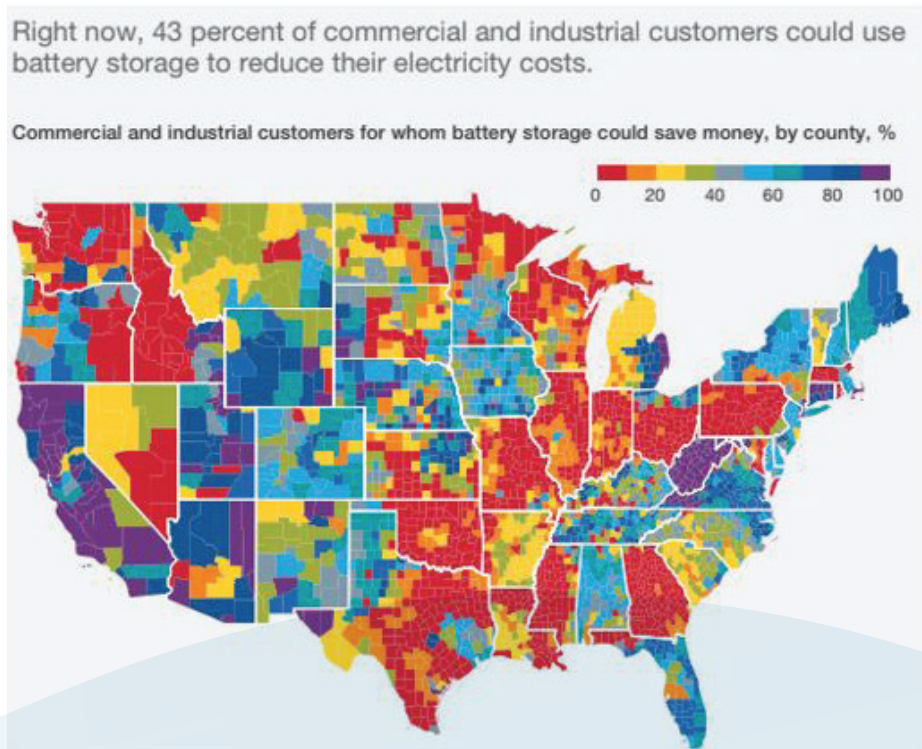 Right now, 43 percent of commercial and industrial customers could use
battery storage to reduce their electricity costs.
Commercial and industrial customers for whom battery storage could save money, by county, %
0 20 40 60 80 100